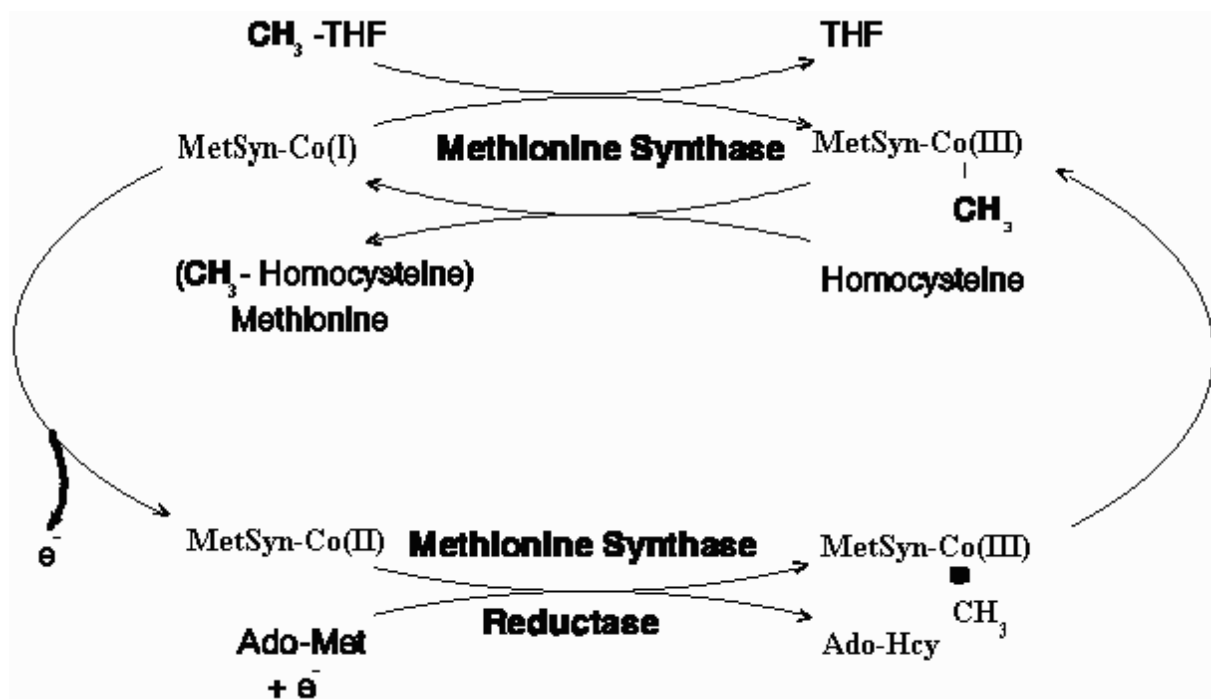 CH₃ -THF THF
MetSyn-Co(I) Methionine Synthase MetSyn-Co(III)
CH₃
(CH₃- Homocysteine) Homocysteine
Methionine
MetSyn-Co(II) Methionine Synthase MetSyn-Co(III)
e⁻
Reductase CH₃
Ado-Met Ado-Hcy
+ e⁻